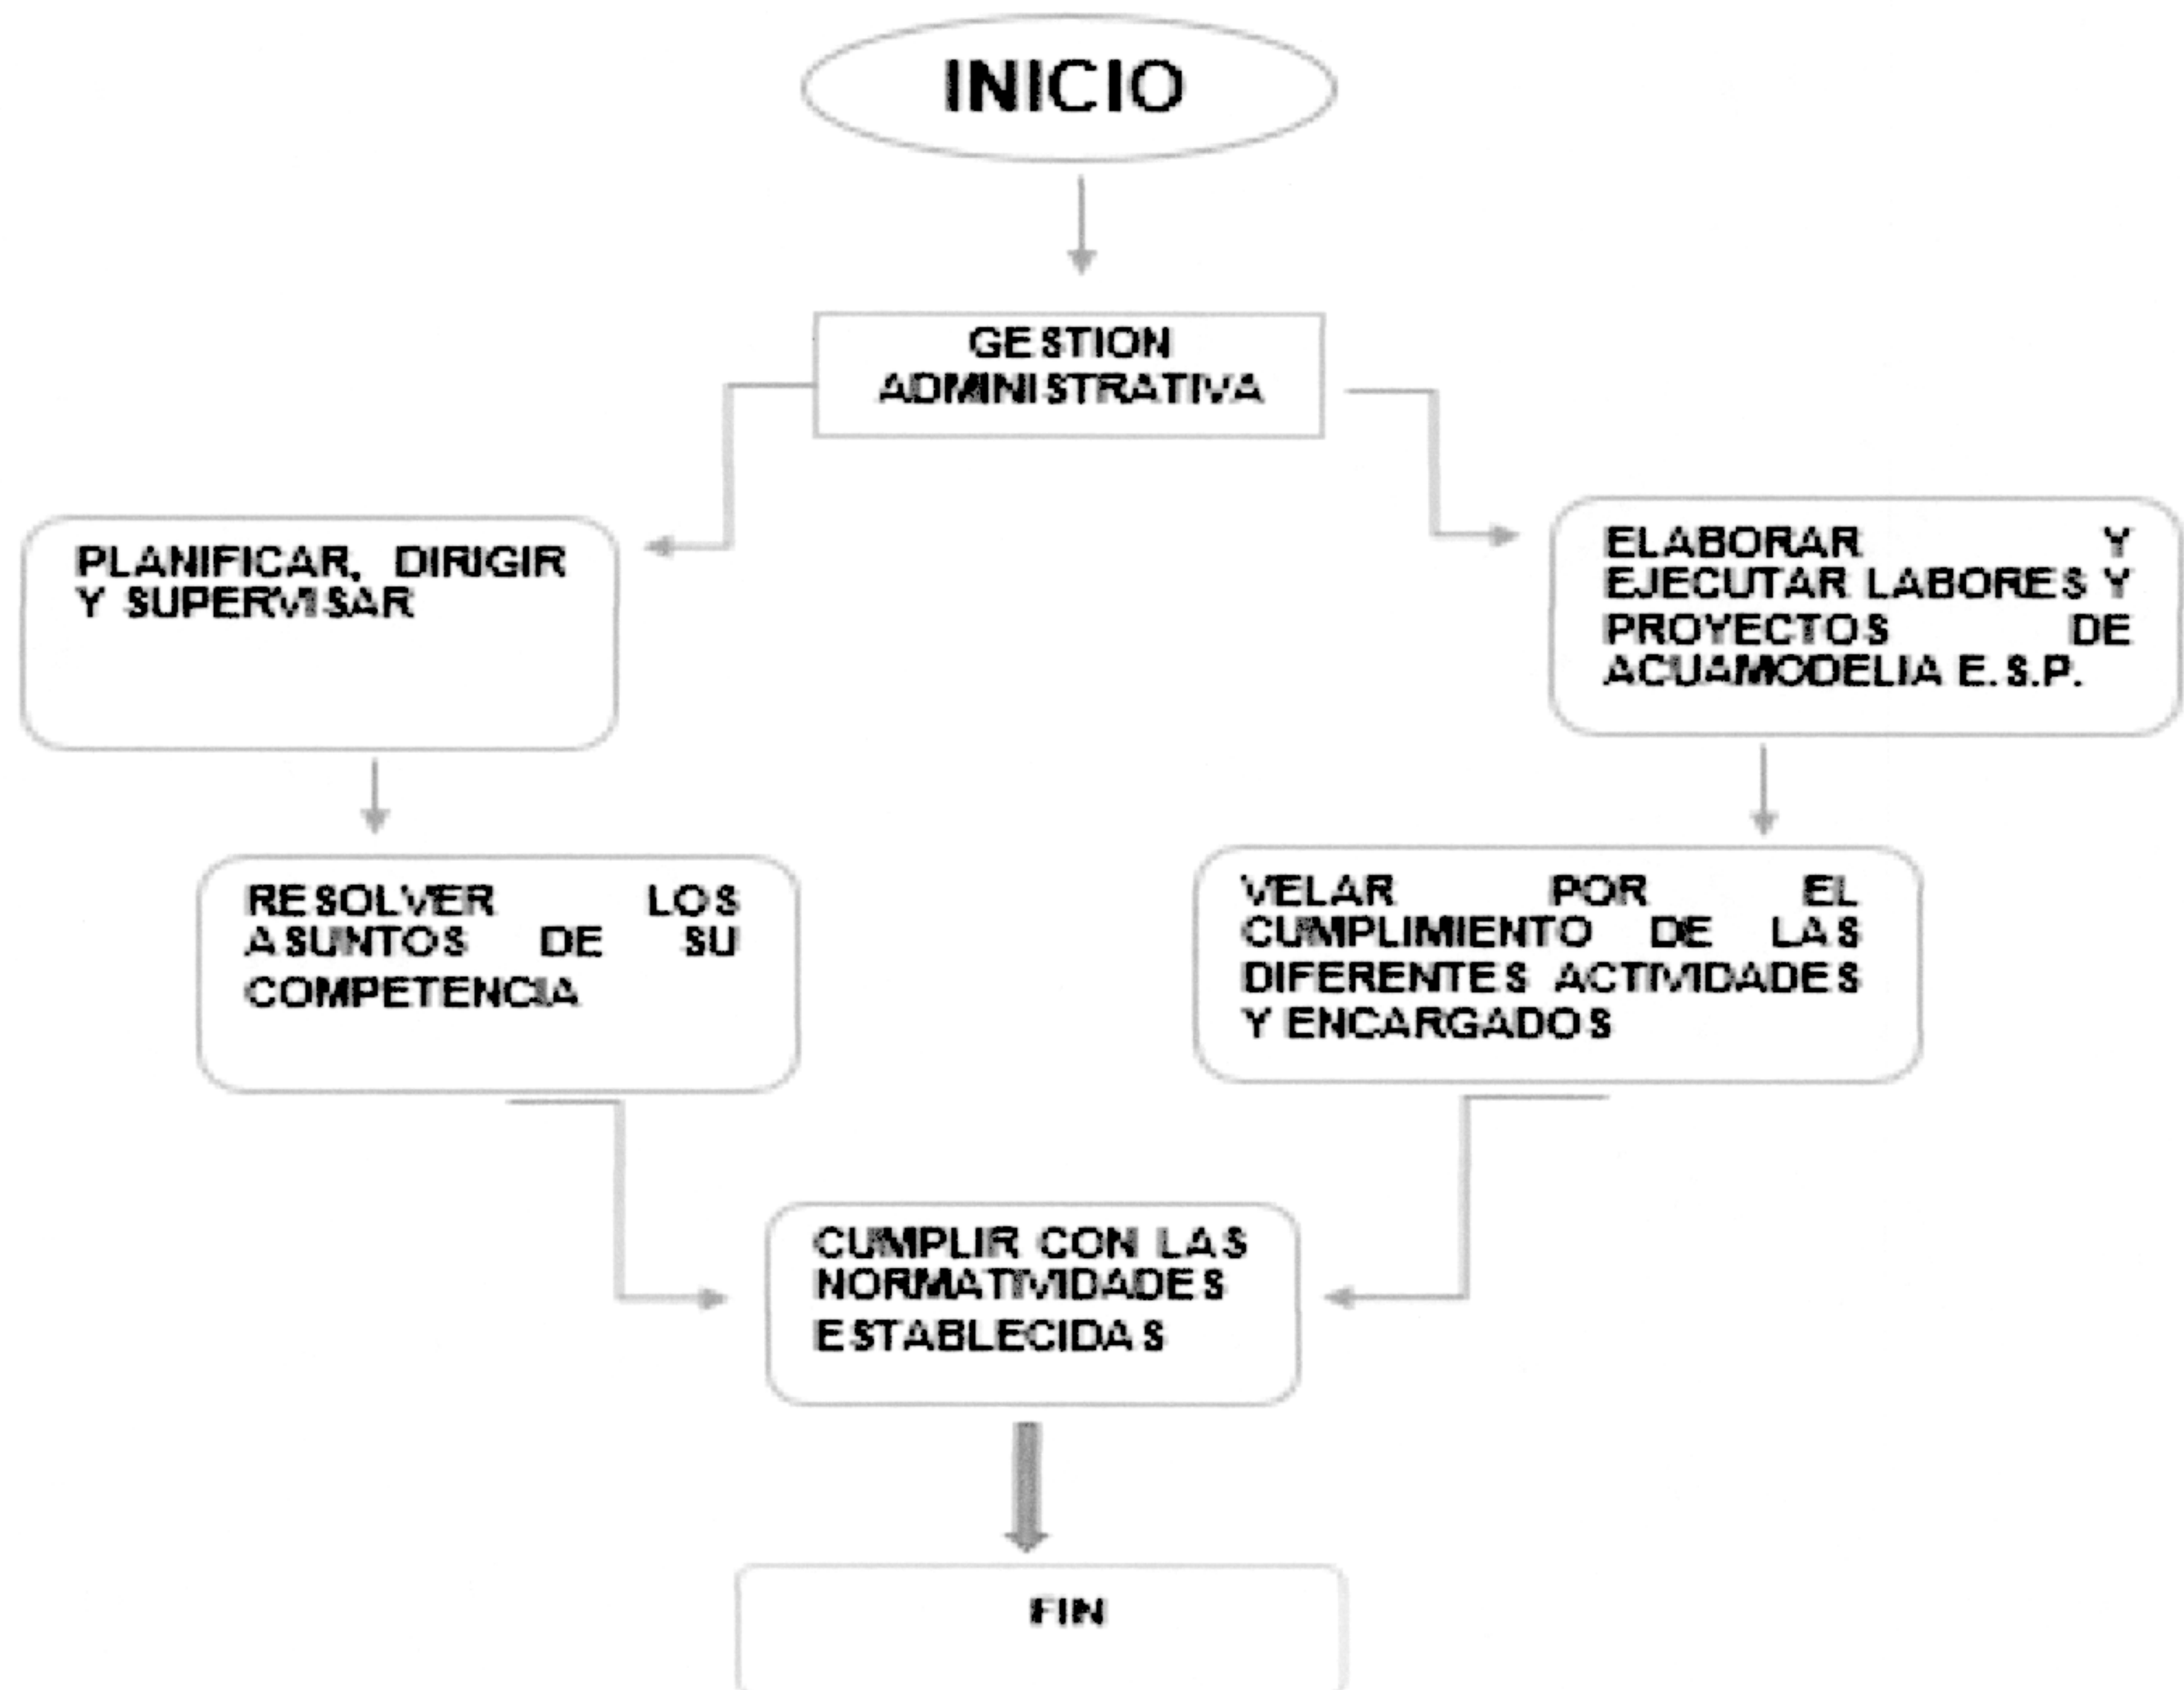 INICIO
GESTION
ADMINISTRATIVA
PLANIFICAR, DIRIGIR
Y SUPERVISAR
ELABORAR Y
EJECUTAR LABORES Y
PROYECTOS DE
ACUAMODELIA E.S.P.
RESOLVER LOS
ASUNTOS DE SU
COMPETENCIA
VELAR POR EL
CUMPLIMIENTO DE LAS
DIFERENTES ACTIVIDADES
Y ENCARGADOS
CUMPLIR CON LAS
NORMATIVIDADES
ESTABLECIDAS
FIN